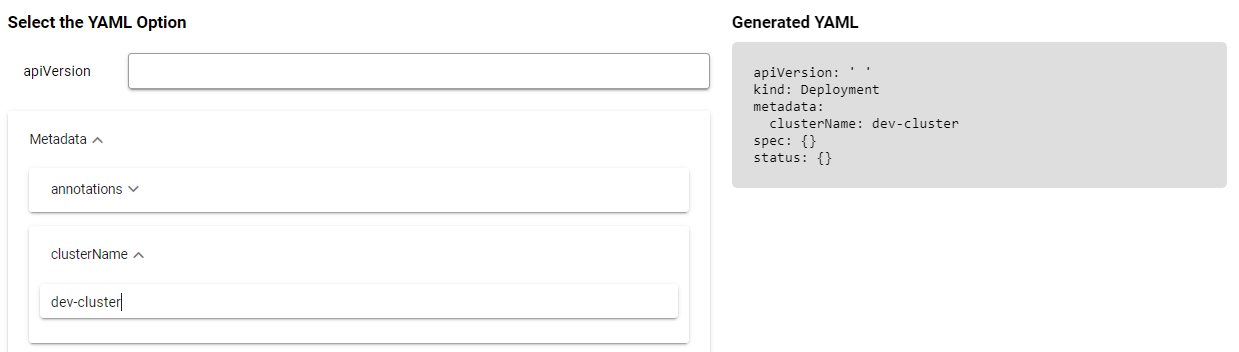 Select the YAML Option
apiVersion
Metadata
annotations
clusterName
dev-cluster
Generated YAML
apiVersion: ' '
kind: Deployment
metadata:
  clusterName: dev-cluster
spec: {}
status: {}